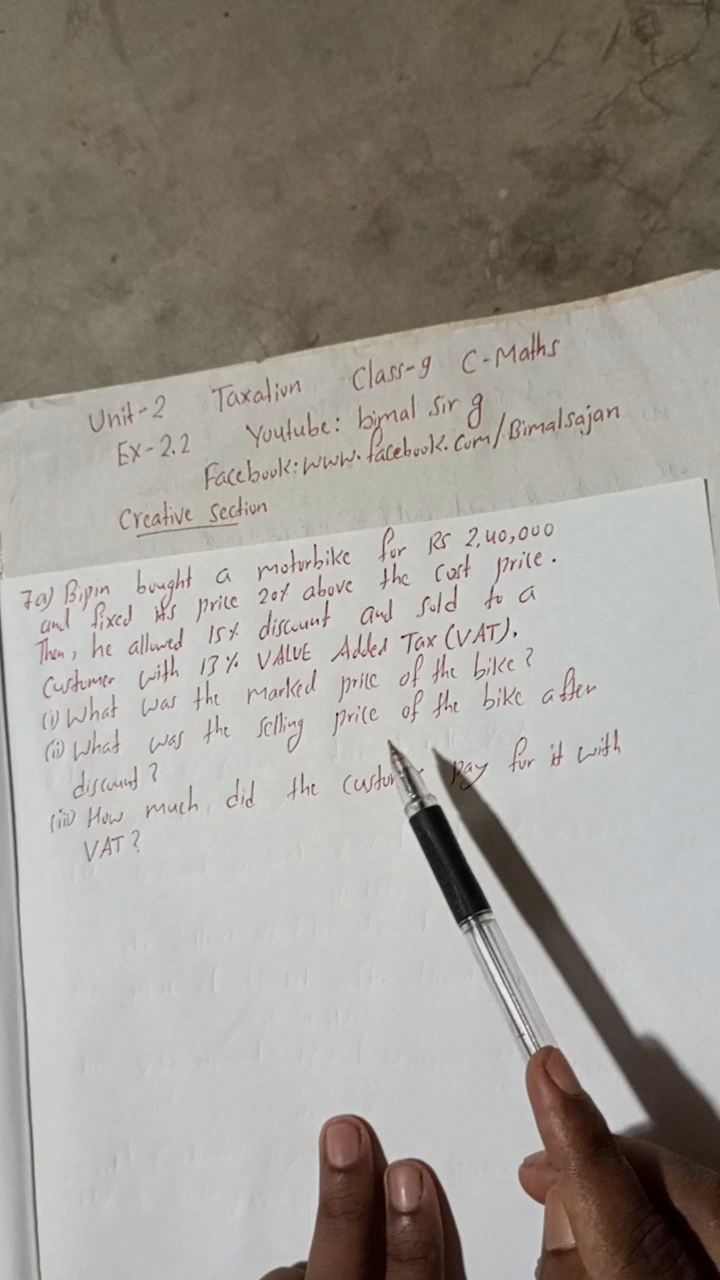 Unit-2 Taxation Class-9 C-Maths
Ex-2.2 Youtube: bimal sir g
Facebook: www.facebook.com/Bimalsajan
Creative section
7a) Bipin bought a motorbike for RS 2,40,000
and fixed its price 20% above the cost price.
Then, he allowed 15% discount and sold to a
customer with 13% VALUE Added Tax (VAT).
(i) What was the marked price of the bike?
(ii) What was the selling price of the bike after
discount?
(iii) How much did the customer pay for it with
VAT?